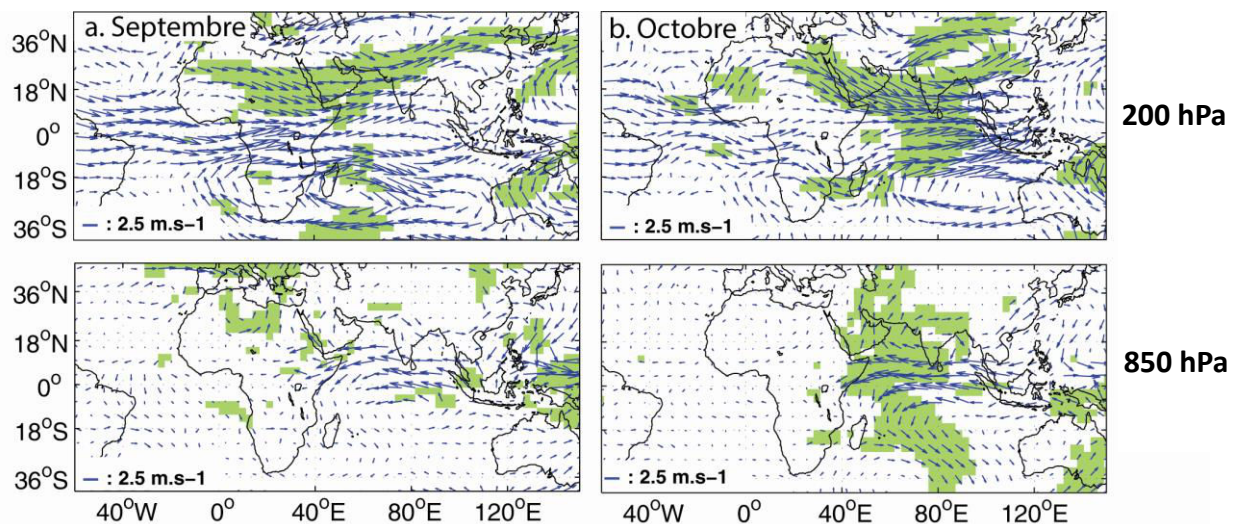 a. Septembre
b. Octobre
36°N
18°N
0°
18°S
36°S
: 2.5 m.s–1
: 2.5 m.s–1
200 hPa
36°N
18°N
0°
18°S
36°S
: 2.5 m.s–1
: 2.5 m.s–1
850 hPa
40°W 0° 40°E 80°E 120°E 40°W 0° 40°E 80°E 120°E